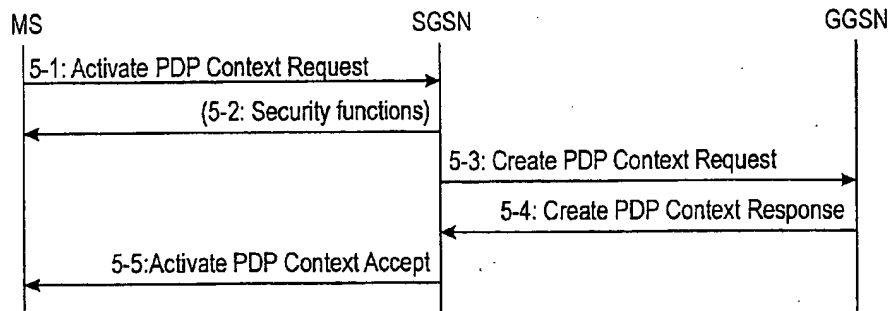 MS SGSN GGSN
5-1: Activate PDP Context Request
(5-2: Security functions)
5-3: Create PDP Context Request
5-4: Create PDP Context Response
5-5:Activate PDP Context Accept